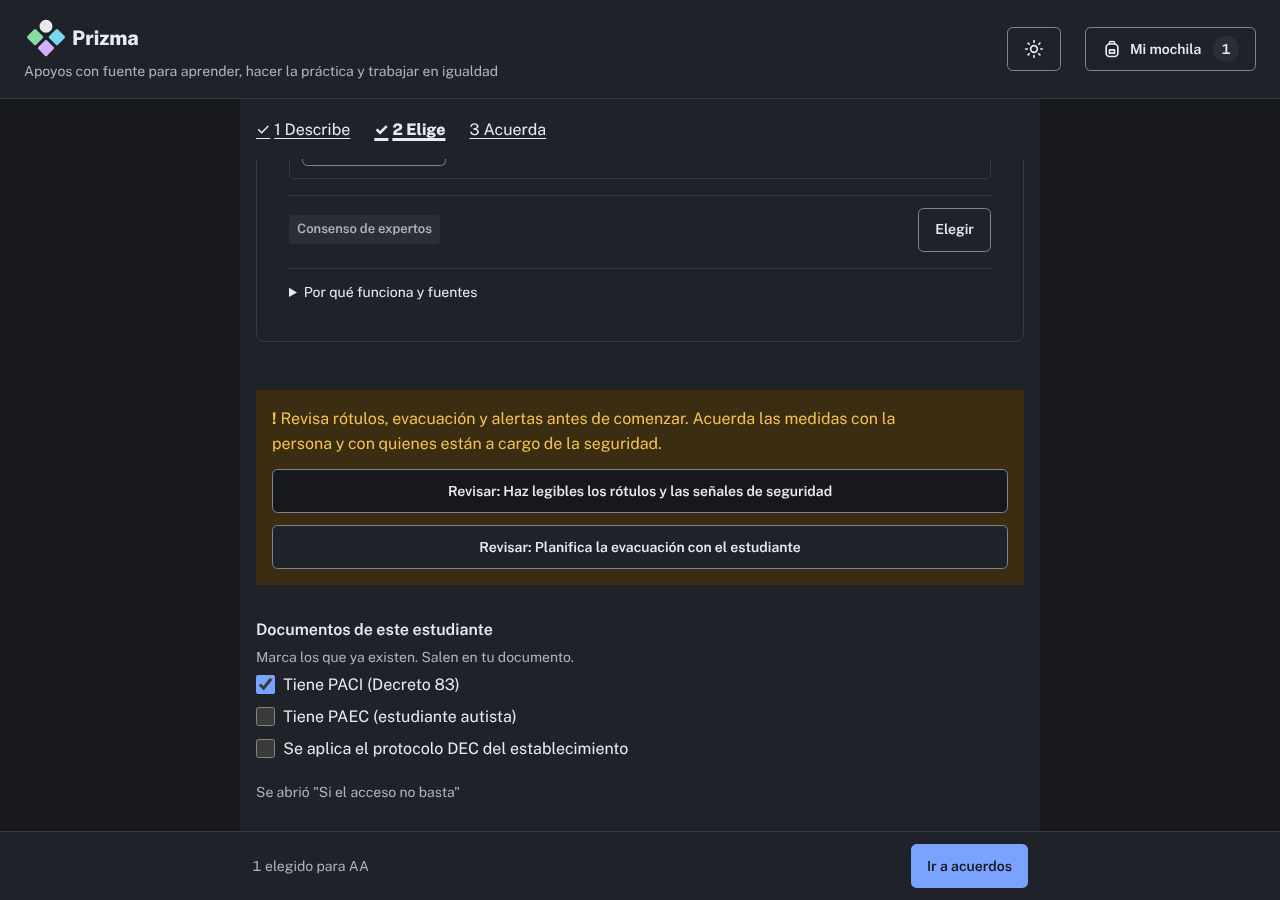 Prizma
Apoyos con fuente para aprender, hacer la práctica y trabajar en igualdad
Mi mochila 1
1 Describe
2 Elige
3 Acuerda
Consenso de expertos
Elegir
Por qué funciona y fuentes
! Revisa rótulos, evacuación y alertas antes de comenzar. Acuerda las medidas con la
persona y con quienes están a cargo de la seguridad.
Revisar: Haz legibles los rótulos y las señales de seguridad
Revisar: Planifica la evacuación con el estudiante
Documentos de este estudiante
Marca los que ya existen. Salen en tu documento.
Tiene PACI (Decreto 83)
Tiene PAEC (estudiante autista)
Se aplica el protocolo DEC del establecimiento
Se abrió "Si el acceso no basta"
1 elegido para AA
Ir a acuerdos